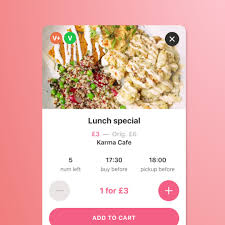 V+ V
Lunch special
£3 — Orig. £6
Karma Cafe
5 17:30 18:00
num left buy before pickup before
1 for £3
ADD TO CART